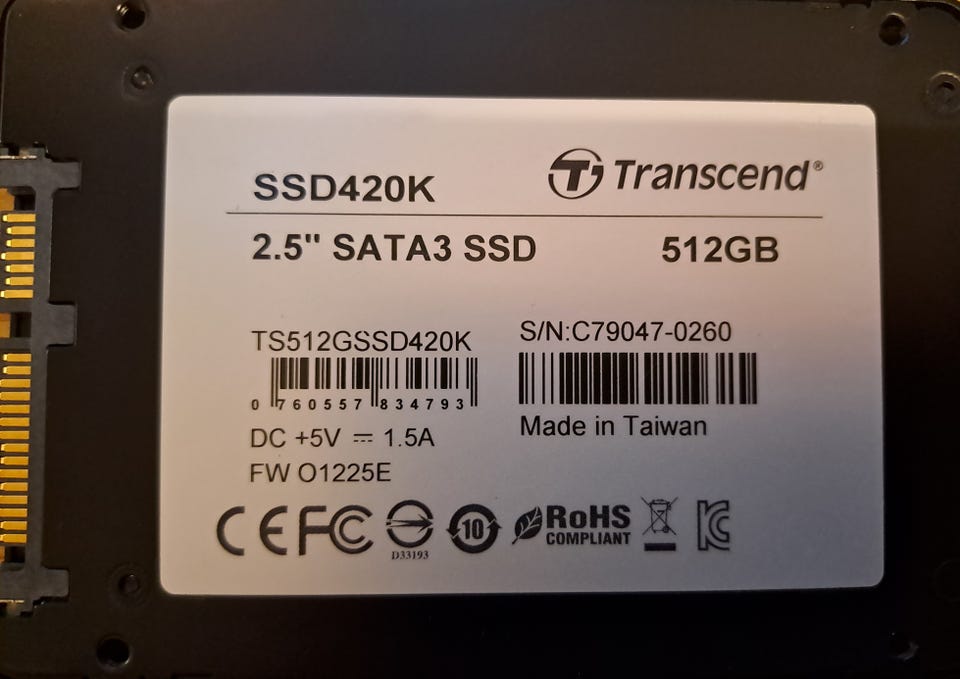 SSD420K
Transcend®
2.5" SATA3 SSD
512GB
TS512GSSD420K
0 760557 834793
DC +5V ⎓ 1.5A
FW O1225E
S/N:C79047-0260
Made in Taiwan
CE FC D33193 10 RoHS COMPLIANT KC